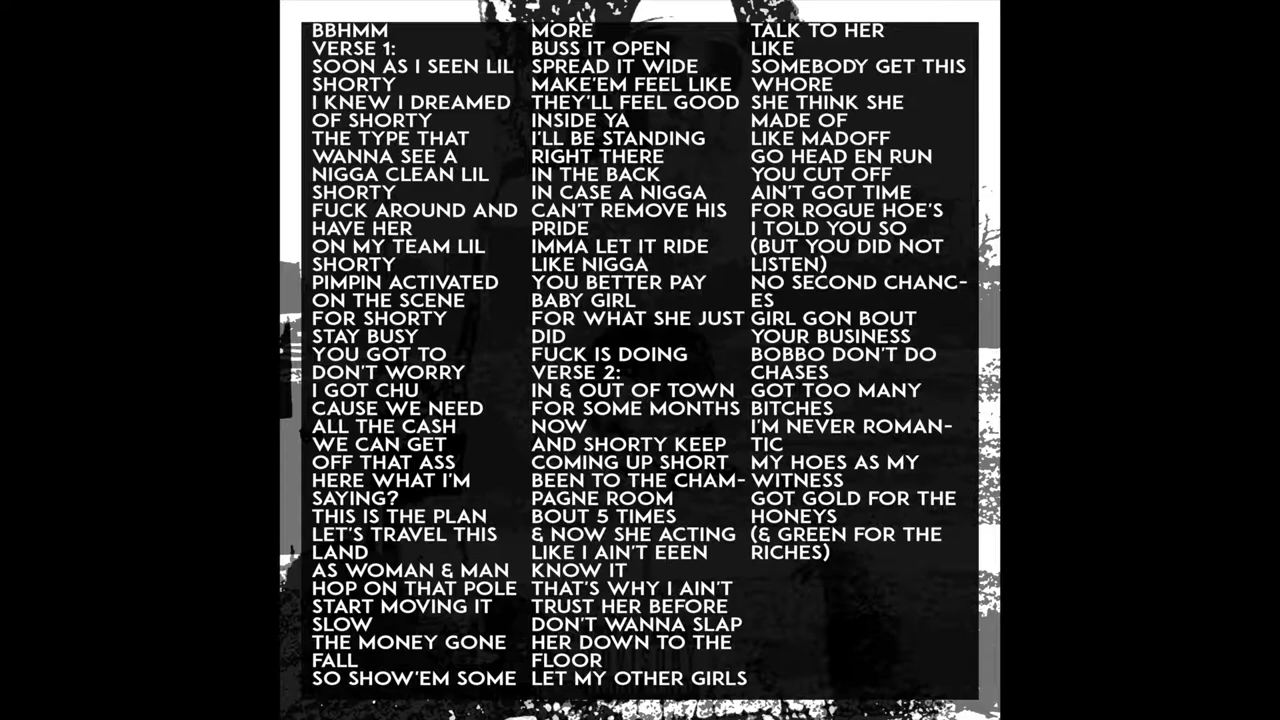 BBHMM
VERSE 1:
SOON AS I SEEN LIL
SHORTY
I KNEW I DREAMED
OF SHORTY
THE TYPE THAT
WANNA SEE A
NIGGA CLEAN LIL
SHORTY
FUCK AROUND AND
HAVE HER
ON MY TEAM LIL
SHORTY
PIMPIN ACTIVATED
ON THE SCENE
FOR SHORTY
STAY BUSY
YOU GOT TO
DON'T WORRY
I GOT CHU
CAUSE WE NEED
ALL THE CASH
WE CAN GET
OFF THAT ASS
HERE WHAT I'M
SAYING?
THIS IS THE PLAN
LET'S TRAVEL THIS
LAND
AS WOMAN & MAN
HOP ON THAT POLE
START MOVING IT
SLOW
THE MONEY GONE
FALL
SO SHOW'EM SOME
MORE
BUSS IT OPEN
SPREAD IT WIDE
MAKE'EM FEEL LIKE
THEY'LL FEEL GOOD
INSIDE YA
I'LL BE STANDING
RIGHT THERE
IN THE BACK
IN CASE A NIGGA
CAN'T REMOVE HIS
PRIDE
IMMA LET IT RIDE
LIKE NIGGA
YOU BETTER PAY
BABY GIRL
FOR WHAT SHE JUST
DID
FUCK IS DOING
VERSE 2:
IN & OUT OF TOWN
FOR SOME MONTHS
NOW
AND SHORTY KEEP
COMING UP SHORT
BEEN TO THE CHAM-
PAGNE ROOM
BOUT 5 TIMES
& NOW SHE ACTING
LIKE I AIN'T EEEN
KNOW IT
THAT'S WHY I AIN'T
TRUST HER BEFORE
DON'T WANNA SLAP
HER DOWN TO THE
FLOOR
LET MY OTHER GIRLS
TALK TO HER
LIKE
SOMEBODY GET THIS
WHORE
SHE THINK SHE
MADE OF
LIKE MADOFF
GO HEAD EN RUN
YOU CUT OFF
AIN'T GOT TIME
FOR ROGUE HOE'S
I TOLD YOU SO
(BUT YOU DID NOT
LISTEN)
NO SECOND CHANC-
ES
GIRL GON BOUT
YOUR BUSINESS
BOBBO DON'T DO
CHASES
GOT TOO MANY
BITCHES
I'M NEVER ROMAN-
TIC
MY HOES AS MY
WITNESS
GOT GOLD FOR THE
HONEYS
(& GREEN FOR THE
RICHES)